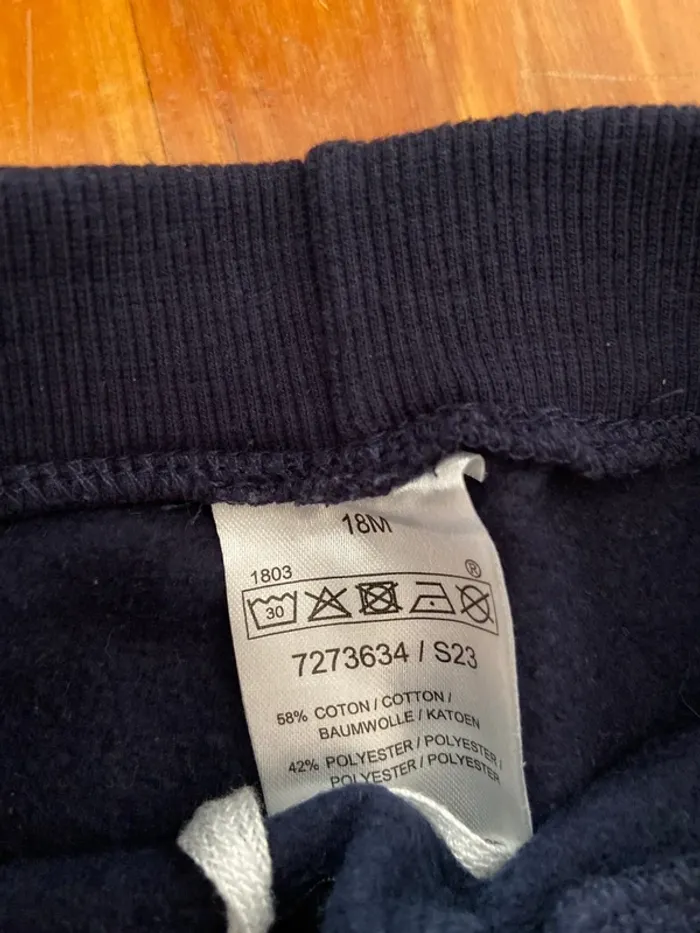 18M
1803 ®
30
7273634 / S23
58% COTON / COTTON /
BAUMWOLLE / KATOEN
42% POLYESTER / POLYESTER /
POLYESTER / POLYESTER